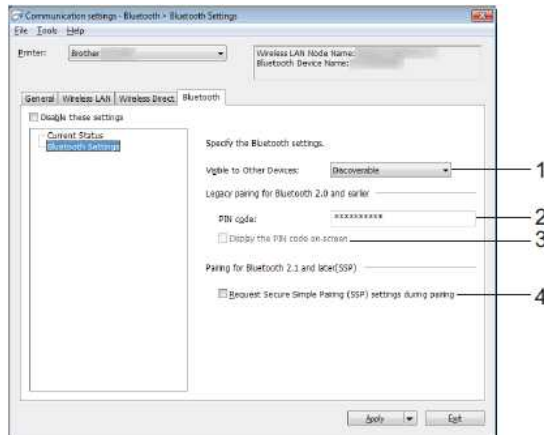 Communication settings - Bluetooth > Bluetooth Settings
File Tools Help
Printer: Brother
Wireless LAN Node Name:
Bluetooth Device Name:
General Wireless LAN Wireless Direct Bluetooth
Disable these settings
Current Status
Bluetooth Settings
Specify the Bluetooth settings.
Visible to Other Devices: Discoverable 1
Legacy pairing for Bluetooth 2.0 and earlier
PIN code: ********** 2
Display the PIN code on-screen 3
Pairing for Bluetooth 2.1 and later(SSP)
Request Secure Simple Pairing (SSP) settings during pairing 4
Apply Exit